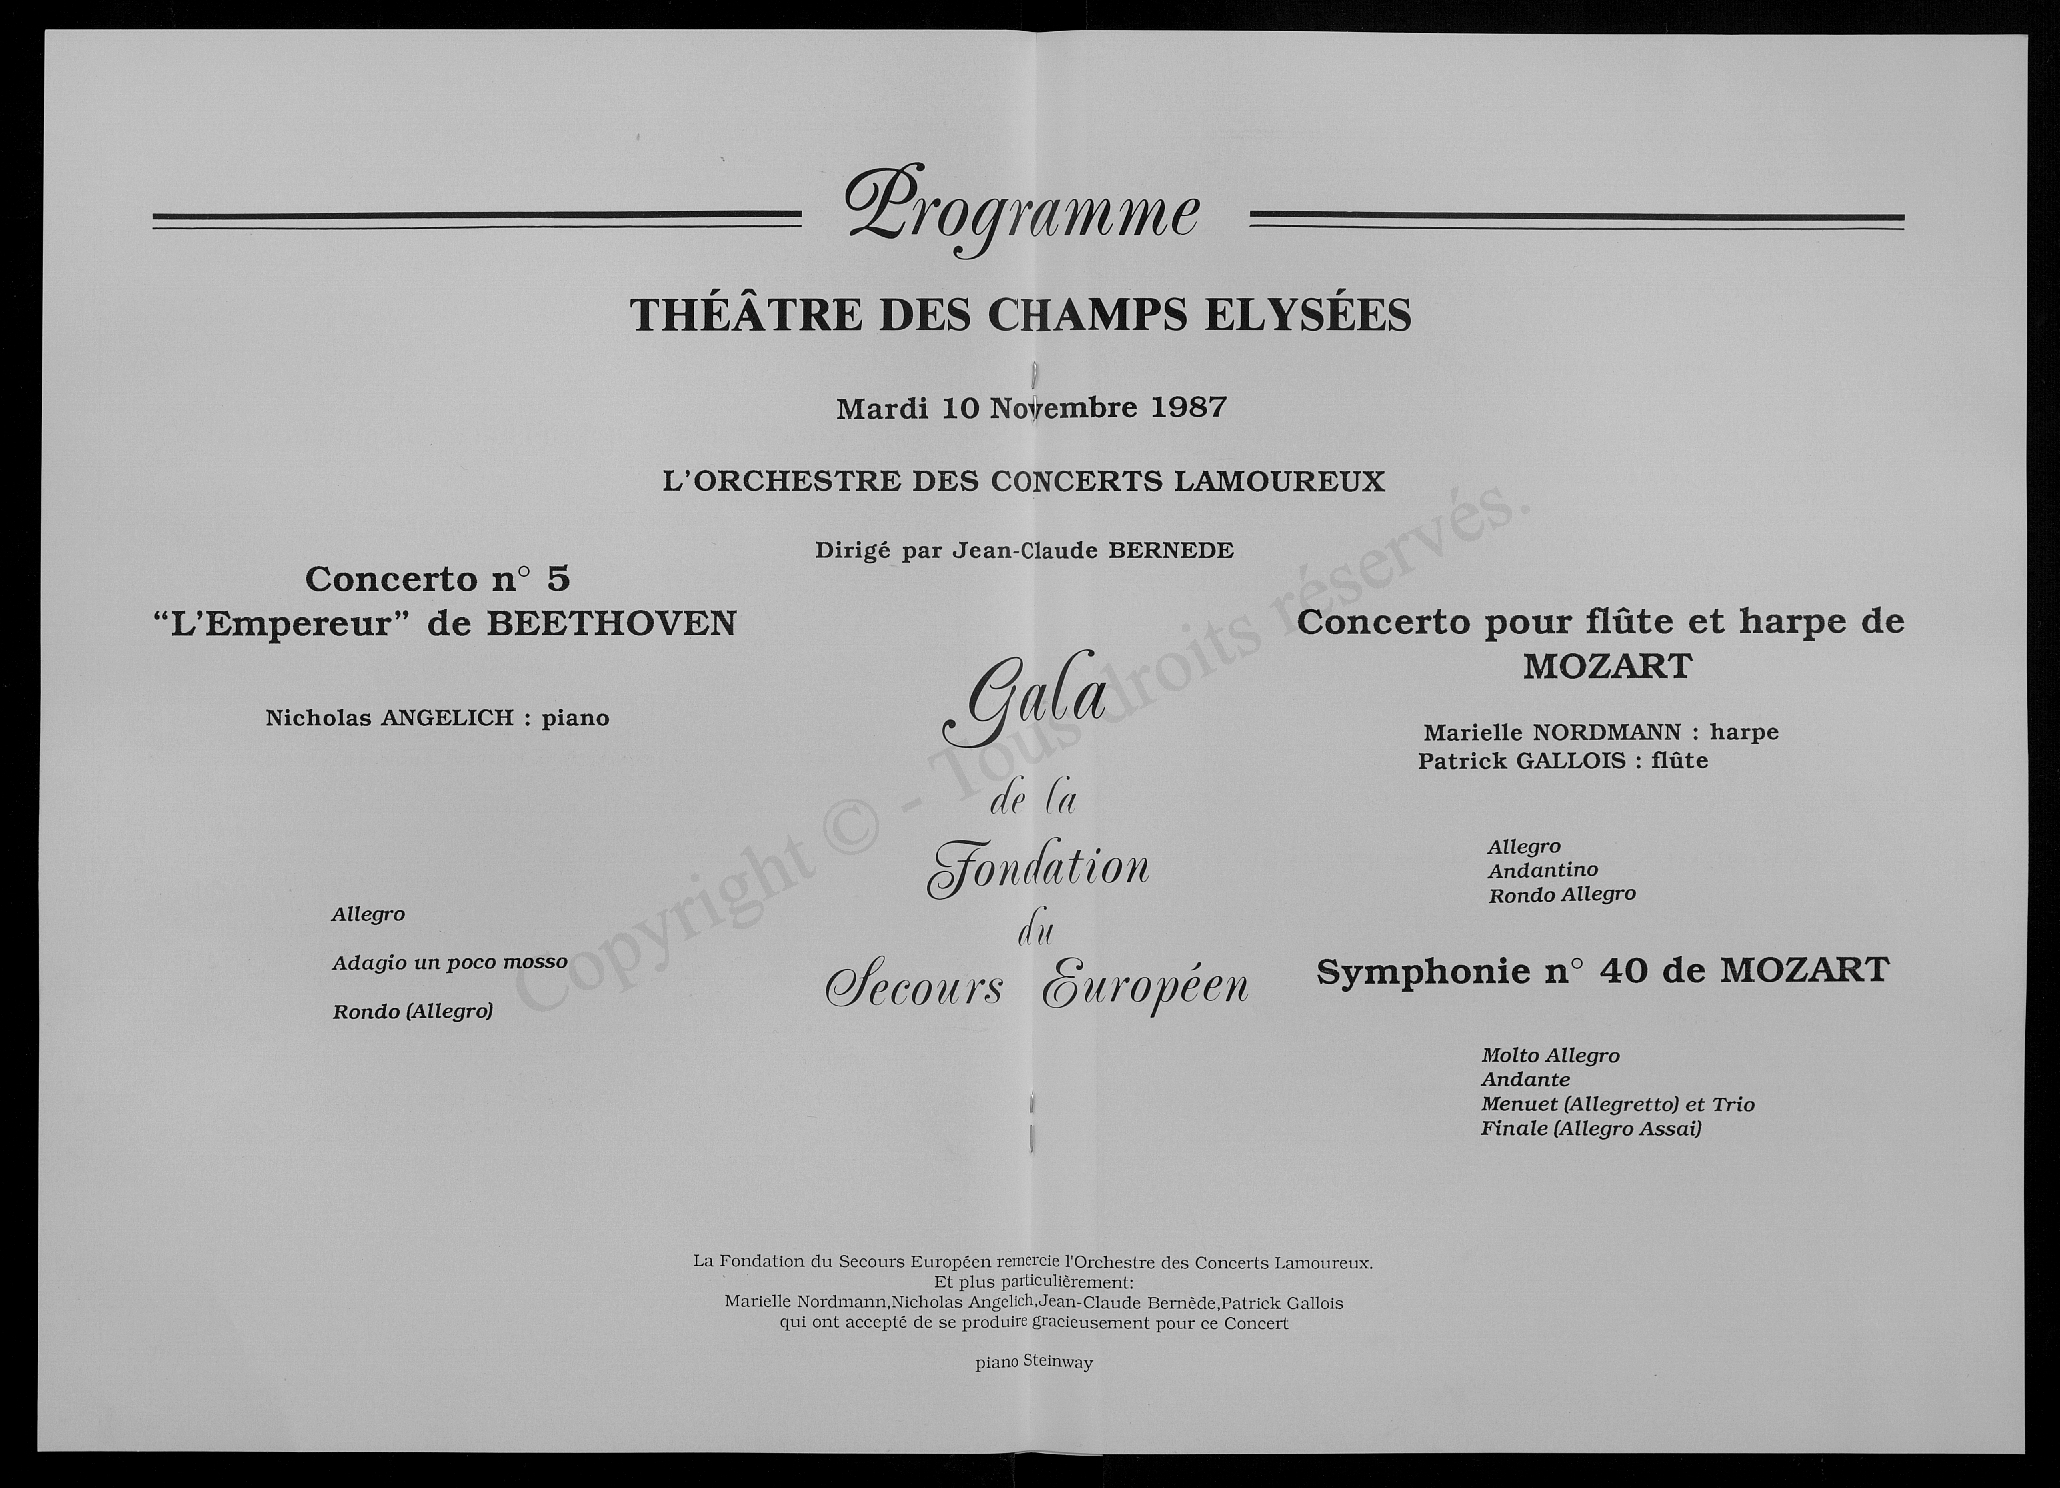 Programme
THÉÂTRE DES CHAMPS ELYSÉES
Mardi 10 Novembre 1987
L'ORCHESTRE DES CONCERTS LAMOUREUX
Dirigé par Jean-Claude BERNEDE
Concerto n° 5
"L'Empereur" de BEETHOVEN
Nicholas ANGELICH : piano
Allegro
Adagio un poco mosso
Rondo (Allegro)
Gala
de la
Fondation
du
Secours Européen
Concerto pour flûte et harpe de
MOZART
Marielle NORDMANN : harpe
Patrick GALLOIS : flûte
Allegro
Andantino
Rondo Allegro
Symphonie n° 40 de MOZART
Molto Allegro
Andante
Menuet (Allegretto) et Trio
Finale (Allegro Assai)
La Fondation du Secours Européen remercie l'Orchestre des Concerts Lamoureux.
Et plus particulièrement:
Marielle Nordmann,Nicholas Angelich,Jean-Claude Bernède,Patrick Gallois
qui ont accepté de se produire gracieusement pour ce Concert
piano Steinway
Copyright © - Tous droits réservés.